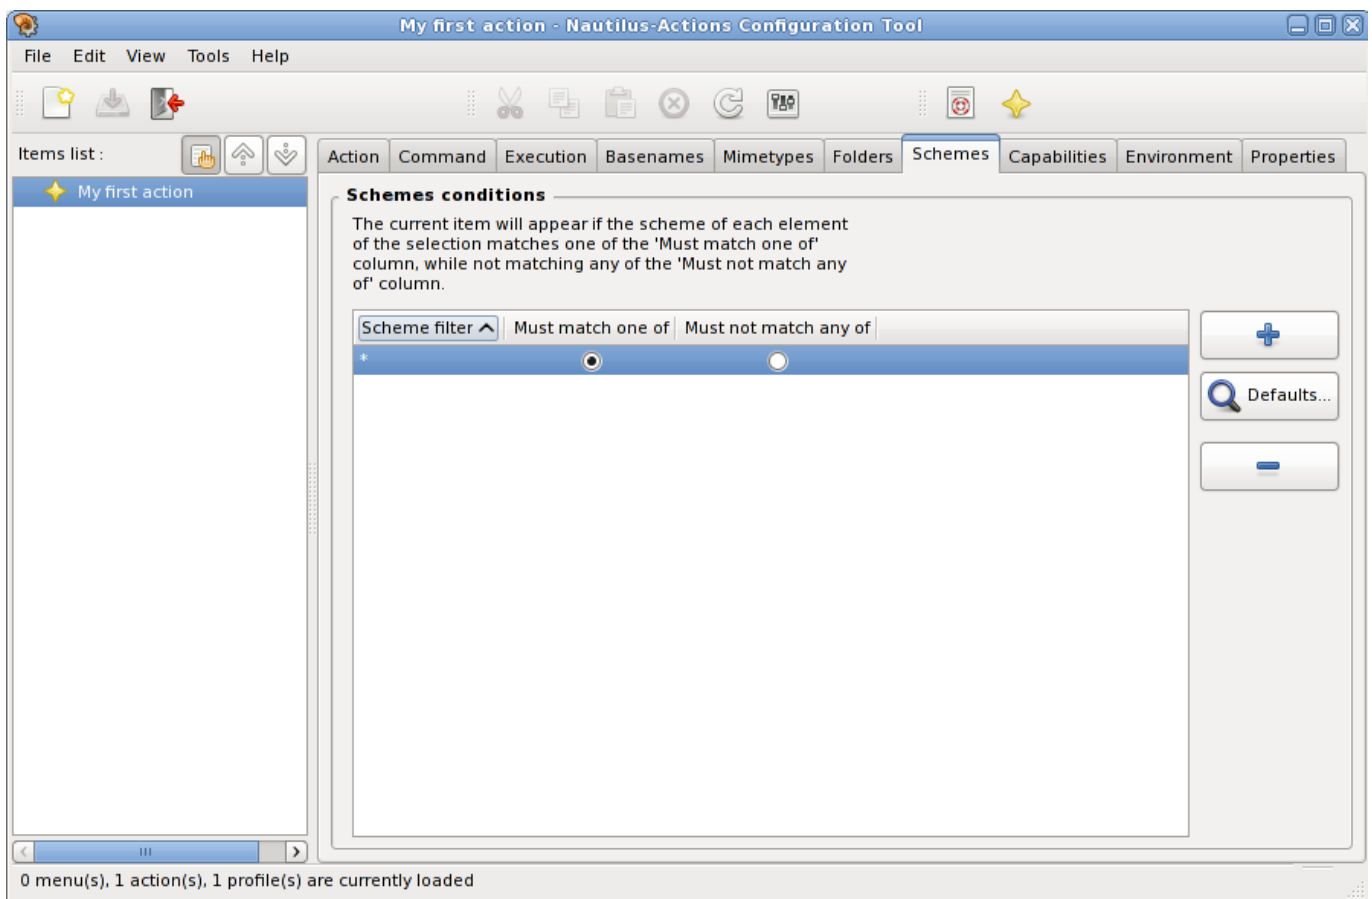 My first action - Nautilus-Actions Configuration Tool
File Edit View Tools Help
Items list :
Action Command Execution Basenames Mimetypes Folders Schemes Capabilities Environment Properties
My first action
Schemes conditions
The current item will appear if the scheme of each element
of the selection matches one of the 'Must match one of'
column, while not matching any of the 'Must not match any
of' column.
Scheme filter Must match one of Must not match any of
*
Defaults...
0 menu(s), 1 action(s), 1 profile(s) are currently loaded